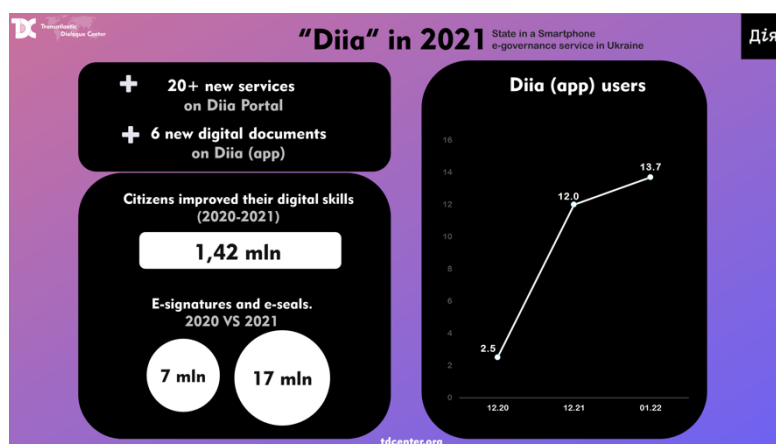 Transatlantic
Dialogue Center
"Diia" in 2021
State in a Smartphone
e-governance service in Ukraine
Дія
+ 20+ new services
on Diia Portal
+ 6 new digital documents
on Diia (app)
Citizens improved their digital skills
(2020-2021)
1,42 mln
E-signatures and e-seals.
2020 VS 2021
7 mln
17 mln
Diia (app) users
16
14
12
10
8
6
4
2
0
2.5
12.0
13.7
12.20
12.21
01.22
tdcenter.org